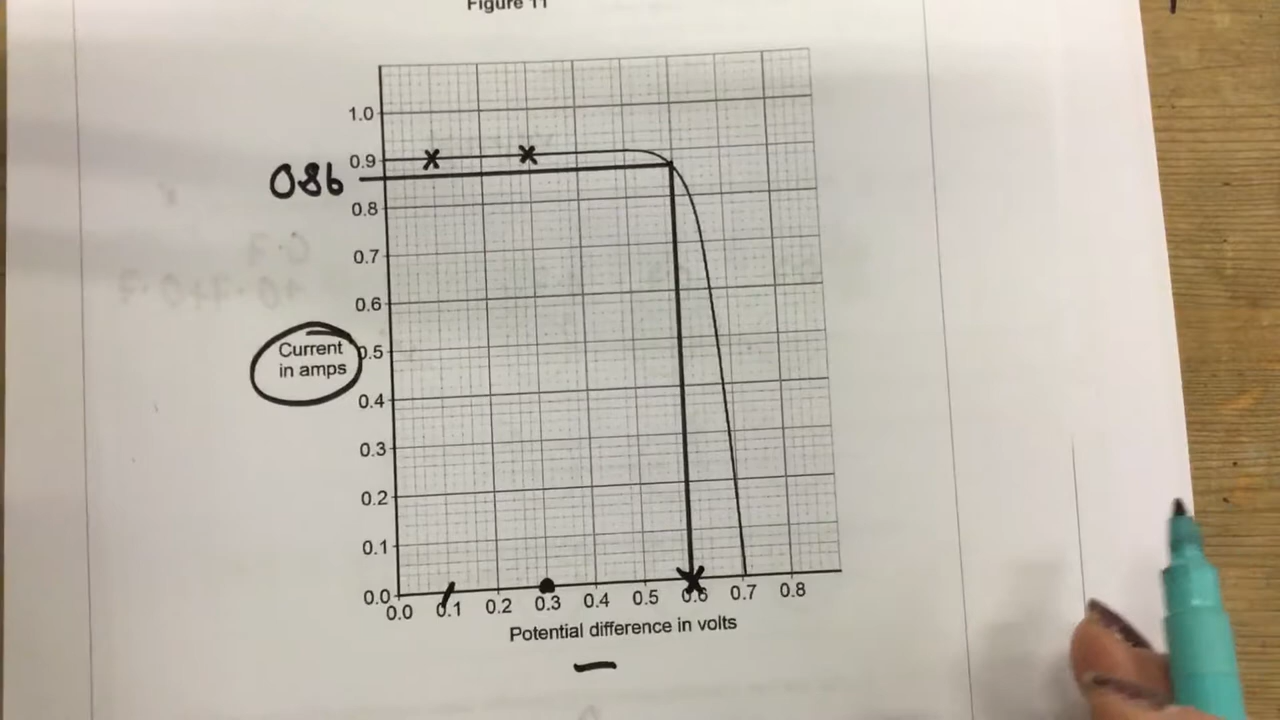 Figure 11
1.0
0.9
086
0.8
0.7
0.6
Current
in amps
0.5
0.4
0.3
0.2
0.1
0.0
0.0 0.1 0.2 0.3 0.4 0.5 0.6 0.7 0.8
Potential difference in volts